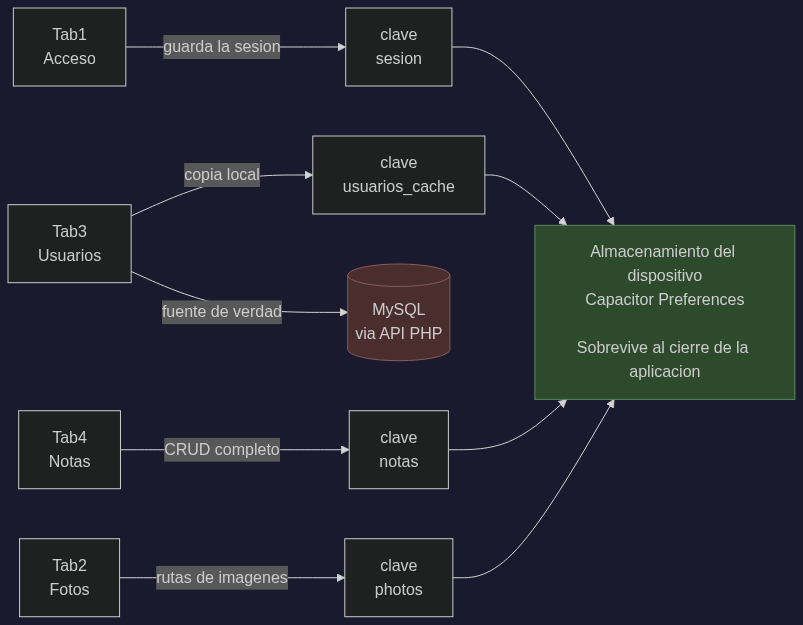 Tab1
Acceso
guarda la sesion
clave
sesion
Tab3
Usuarios
copia local
clave
usuarios_cache
fuente de verdad
MySQL
via API PHP
Tab4
Notas
CRUD completo
clave
notas
Tab2
Fotos
rutas de imagenes
clave
photos
Almacenamiento del
dispositivo
Capacitor Preferences
Sobrevive al cierre de la
aplicacion